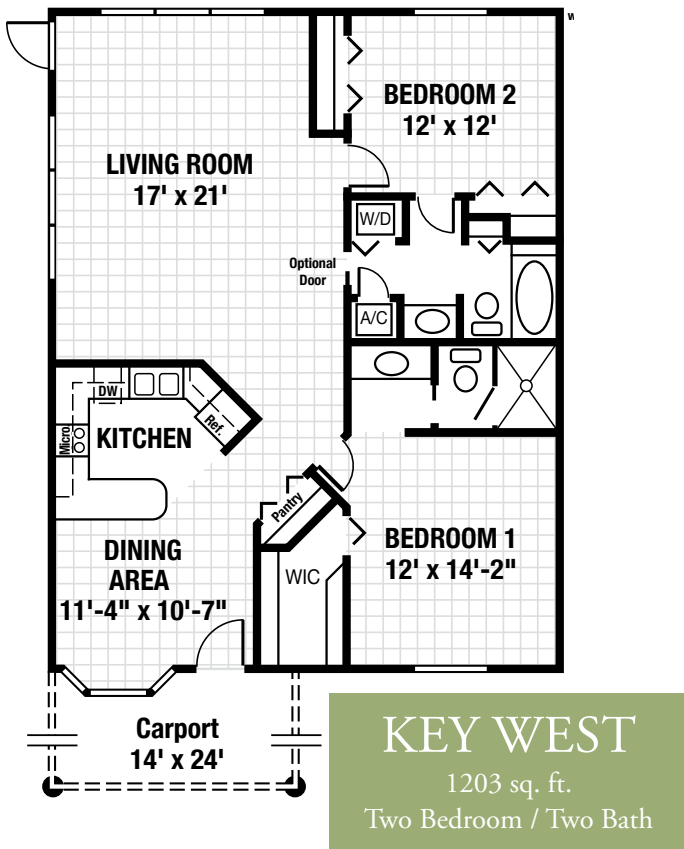 BEDROOM 2
12' x 12'
LIVING ROOM
17' x 21'
W/D
Optional
Door
A/C
DW
Micro
KITCHEN
Ref.
Pantry
DINING
AREA
11'-4" x 10'-7"
WIC
BEDROOM 1
12' x 14'-2"
Carport
14' x 24'
KEY WEST
1203 sq. ft.
Two Bedroom / Two Bath